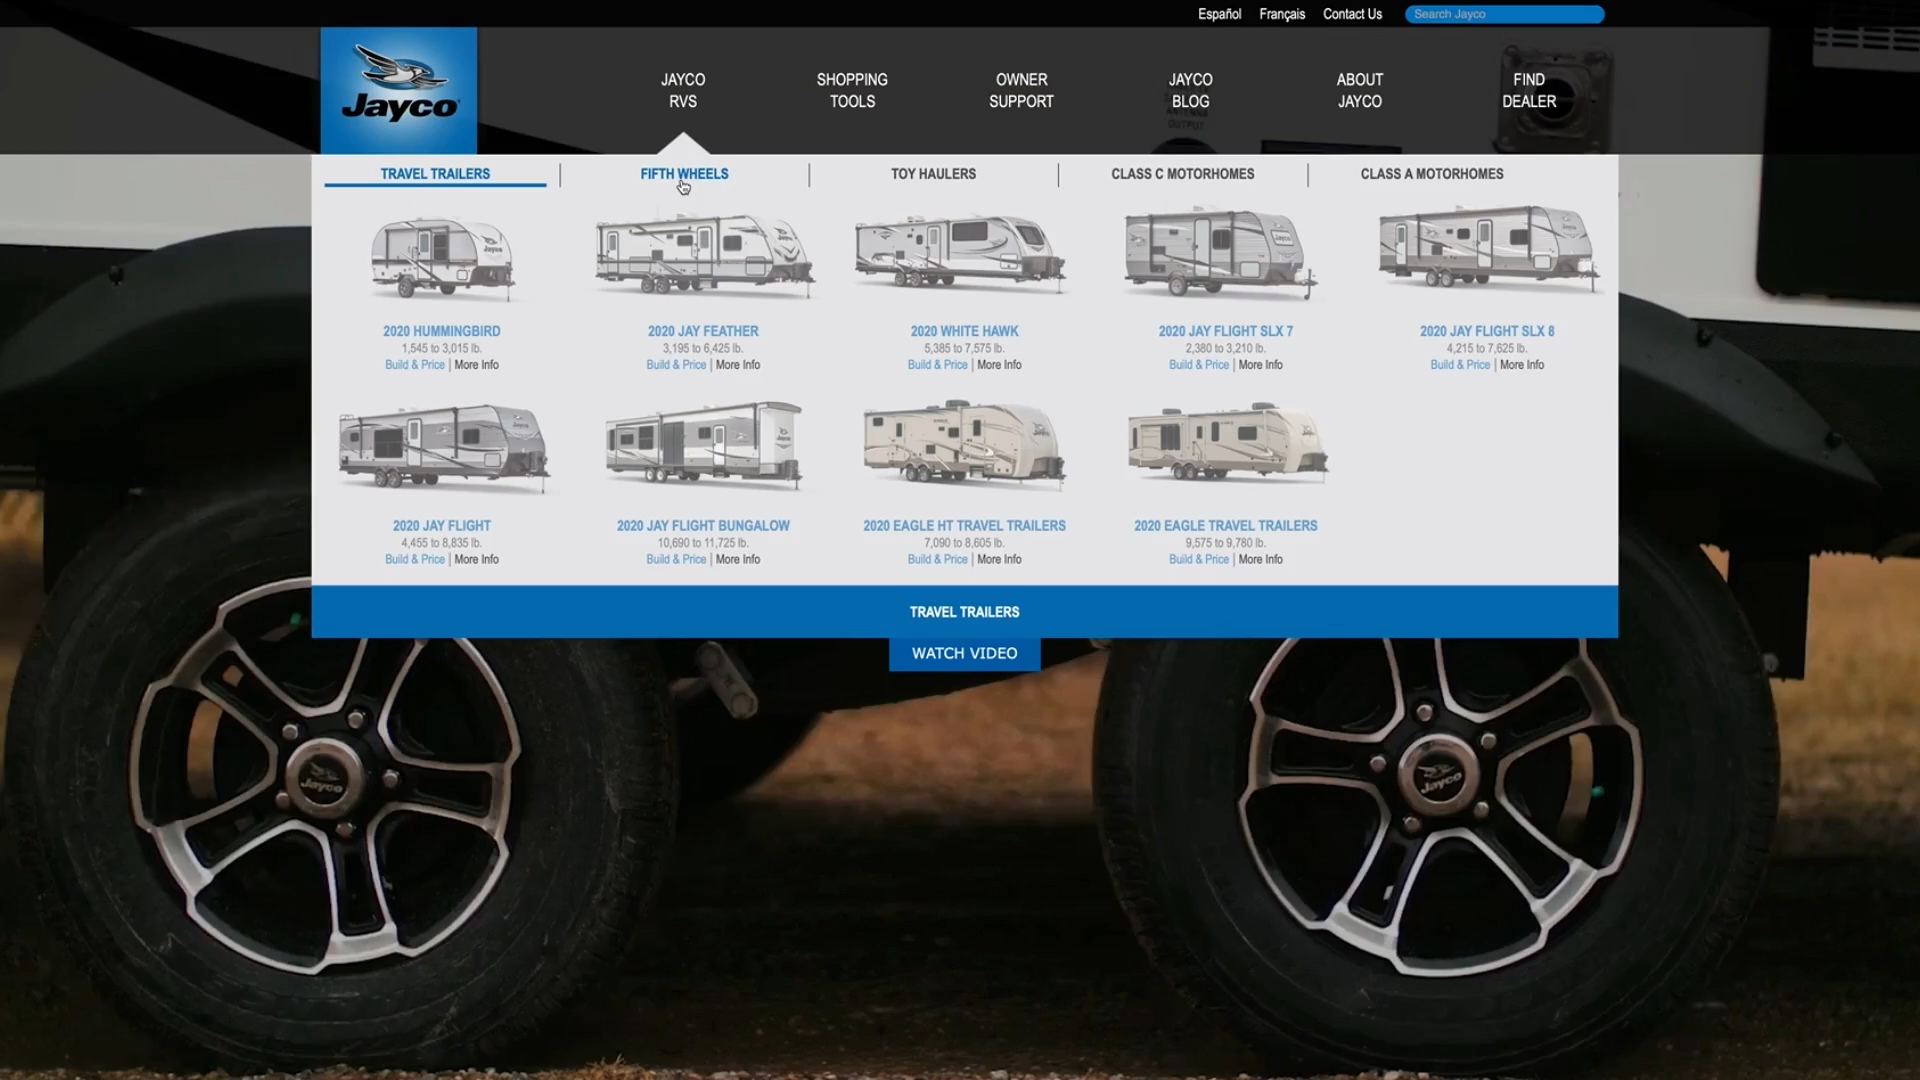 Español Français Contact Us Search Jayco
Jayco
JAYCO RVS
SHOPPING TOOLS
OWNER SUPPORT
JAYCO BLOG
ABOUT JAYCO
FIND DEALER
ANTENNA
OUTPUT
TRAVEL TRAILERS | FIFTH WHEELS | TOY HAULERS | CLASS C MOTORHOMES | CLASS A MOTORHOMES
2020 HUMMINGBIRD
1,545 to 3,015 lb.
Build & Price | More Info
2020 JAY FEATHER
3,195 to 6,425 lb.
Build & Price | More Info
2020 WHITE HAWK
5,385 to 7,575 lb.
Build & Price | More Info
2020 JAY FLIGHT SLX 7
2,380 to 3,210 lb.
Build & Price | More Info
2020 JAY FLIGHT SLX 8
4,215 to 7,625 lb.
Build & Price | More Info
2020 JAY FLIGHT
4,455 to 8,835 lb.
Build & Price | More Info
2020 JAY FLIGHT BUNGALOW
10,690 to 11,725 lb.
Build & Price | More Info
2020 EAGLE HT TRAVEL TRAILERS
7,090 to 8,605 lb.
Build & Price | More Info
2020 EAGLE TRAVEL TRAILERS
9,575 to 9,780 lb.
Build & Price | More Info
TRAVEL TRAILERS
WATCH VIDEO
Jayco
Jayco